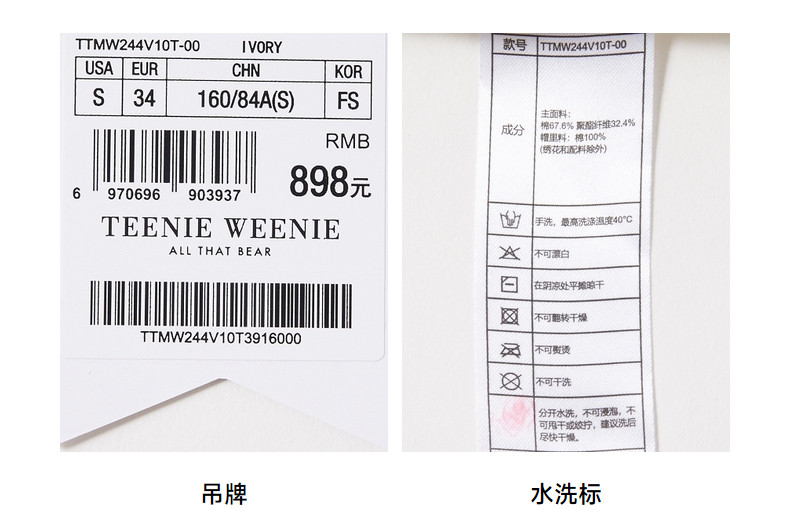 TTMW244V10T-00 IVORY
USA EUR CHN KOR
S 34 160/84A(S) FS
RMB
898元
6 970696 903937
TEENIE WEENIE
ALL THAT BEAR
TTMW244V10T3916000
吊牌
款号 TTMW244V10T-00
成分
主面料：
棉67.6% 聚酯纤维32.4%
帽里料：棉100%
(绣花和配料除外)
手洗，最高洗涤温度40°C
不可漂白
在阴凉处平摊晾干
不可翻转干燥
不可熨烫
不可干洗
分开水洗，不可浸泡，不
可甩干或绞拧，建议洗后
尽快干燥。
水洗标